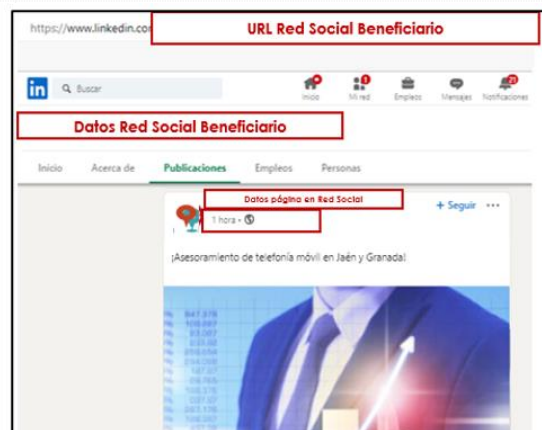 https://www.linkedin.co
URL Red Social Beneficiario
in
Buscar
Inicio
Mi red
Empleos
Mensajes
Notificaciones
Datos Red Social Beneficiario
Inicio
Acerca de
Publicaciones
Empleos
Personas
Datos página en Red Social
+ Seguir
1 hora •
¡Asesoramiento de telefonía móvil en Jaén y Granada!